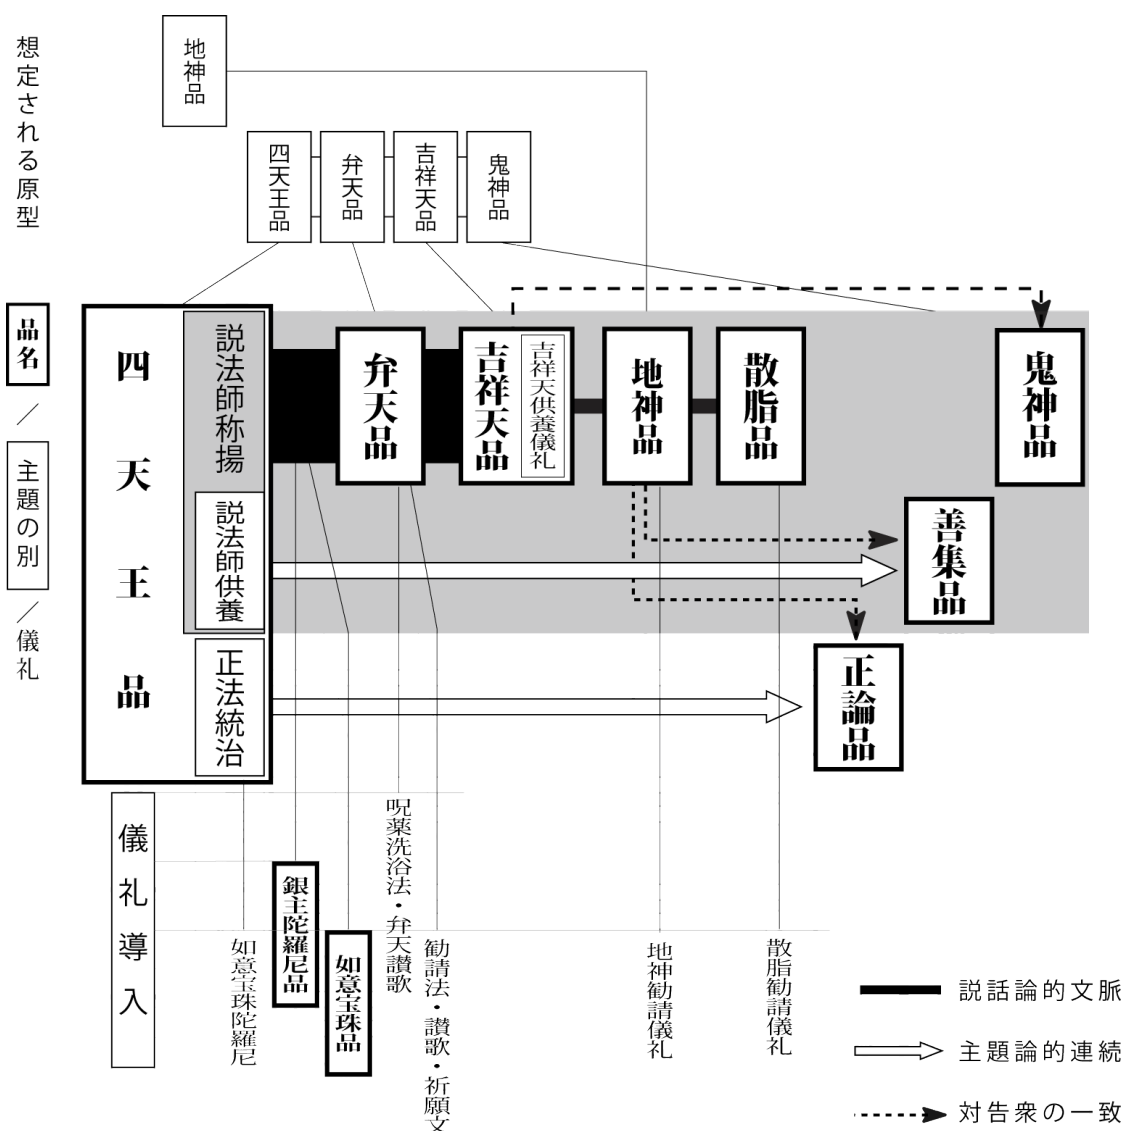 想定される原型
地神品
四天王品
弁天品
吉祥天品
鬼神品
品名
／
主題の別
／
儀礼
四天王品
説法師称揚
説法師供養
正法統治
弁天品
吉祥天品
吉祥天供養儀礼
地神品
散脂品
鬼神品
善集品
正論品
儀礼導入
如意宝珠陀羅尼
銀主陀羅尼品
如意宝珠品
呪薬洗浴法・弁天讃歌
勧請法・讃歌・祈願文
地神勧請儀礼
散脂勧請儀礼
説話論的文脈
主題論的連続
対告衆の一致